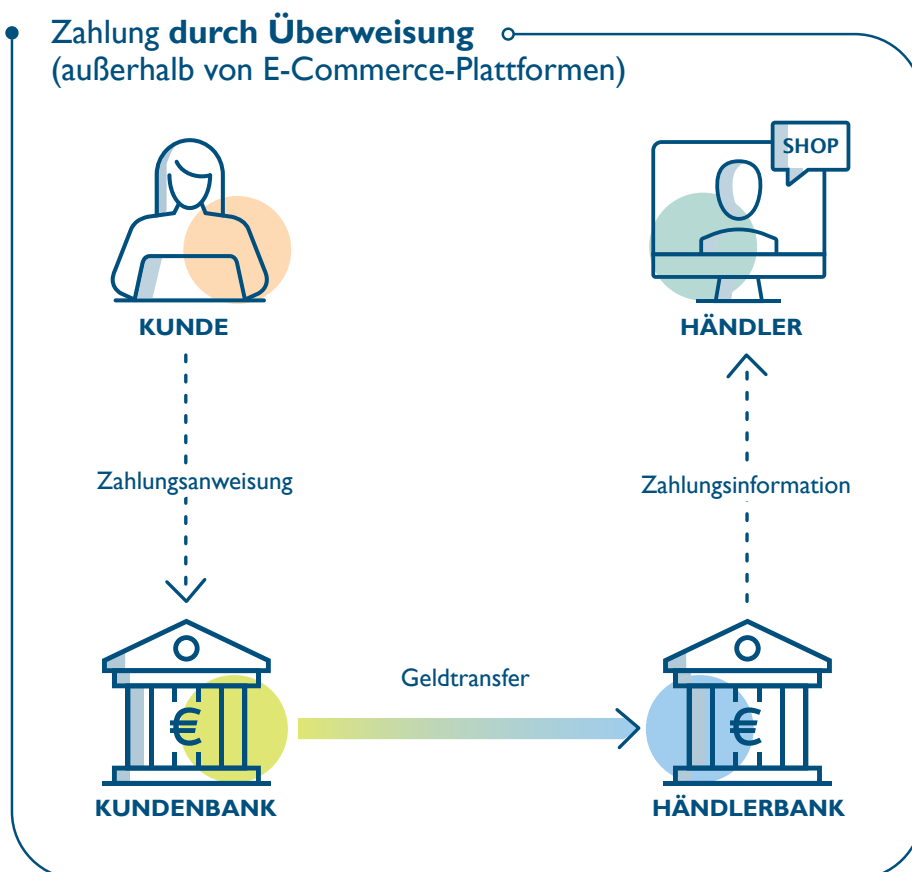 Zahlung durch Überweisung
(außerhalb von E-Commerce-Plattformen)
SHOP
KUNDE
HÄNDLER
Zahlungsanweisung
Zahlungsinformation
€
Geldtransfer
€
KUNDENBANK
HÄNDLERBANK